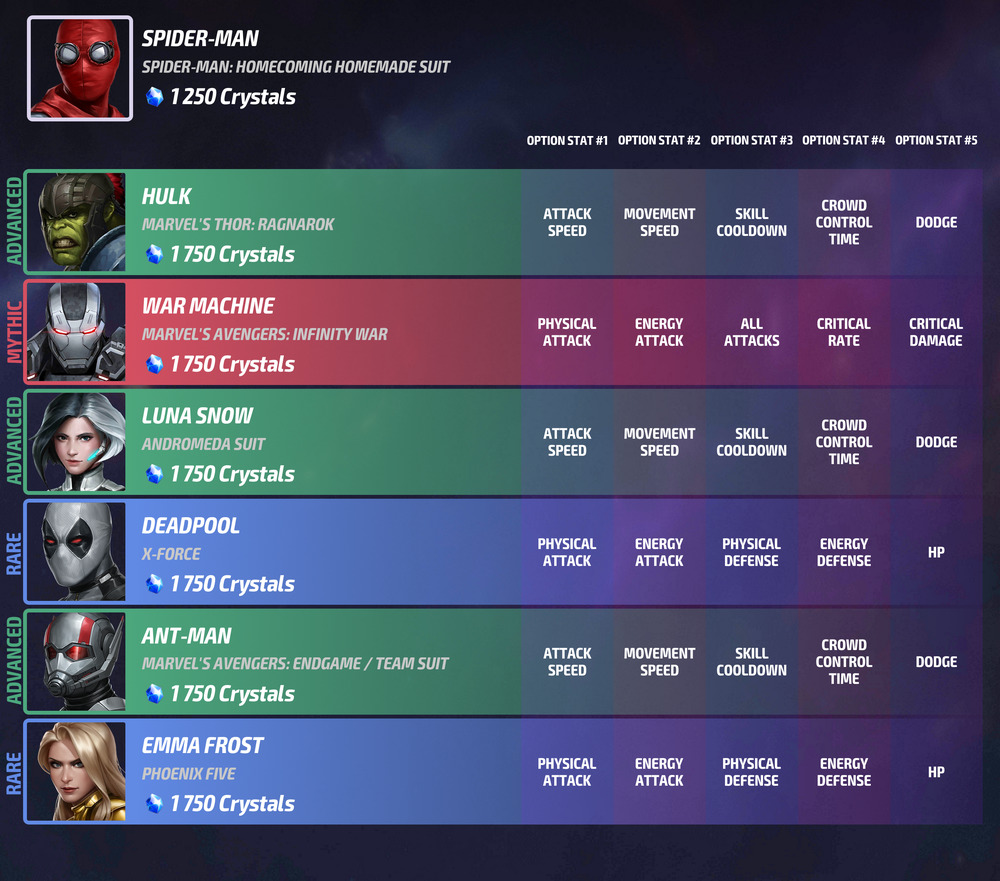 SPIDER-MAN
SPIDER-MAN: HOMECOMING HOMEMADE SUIT
1 250 Crystals
OPTION STAT #1 OPTION STAT #2 OPTION STAT #3 OPTION STAT #4 OPTION STAT #5
ADVANCED
HULK
MARVEL'S THOR: RAGNAROK
1 750 Crystals
ATTACK
SPEED
MOVEMENT
SPEED
SKILL
COOLDOWN
CROWD
CONTROL
TIME
DODGE
MYTHIC
WAR MACHINE
MARVEL'S AVENGERS: INFINITY WAR
1 750 Crystals
PHYSICAL
ATTACK
ENERGY
ATTACK
ALL
ATTACKS
CRITICAL
RATE
CRITICAL
DAMAGE
ADVANCED
LUNA SNOW
ANDROMEDA SUIT
1 750 Crystals
ATTACK
SPEED
MOVEMENT
SPEED
SKILL
COOLDOWN
CROWD
CONTROL
TIME
DODGE
RARE
DEADPOOL
X-FORCE
1 750 Crystals
PHYSICAL
ATTACK
ENERGY
ATTACK
PHYSICAL
DEFENSE
ENERGY
DEFENSE
HP
ADVANCED
ANT-MAN
MARVEL'S AVENGERS: ENDGAME / TEAM SUIT
1 750 Crystals
ATTACK
SPEED
MOVEMENT
SPEED
SKILL
COOLDOWN
CROWD
CONTROL
TIME
DODGE
RARE
EMMA FROST
PHOENIX FIVE
1 750 Crystals
PHYSICAL
ATTACK
ENERGY
ATTACK
PHYSICAL
DEFENSE
ENERGY
DEFENSE
HP